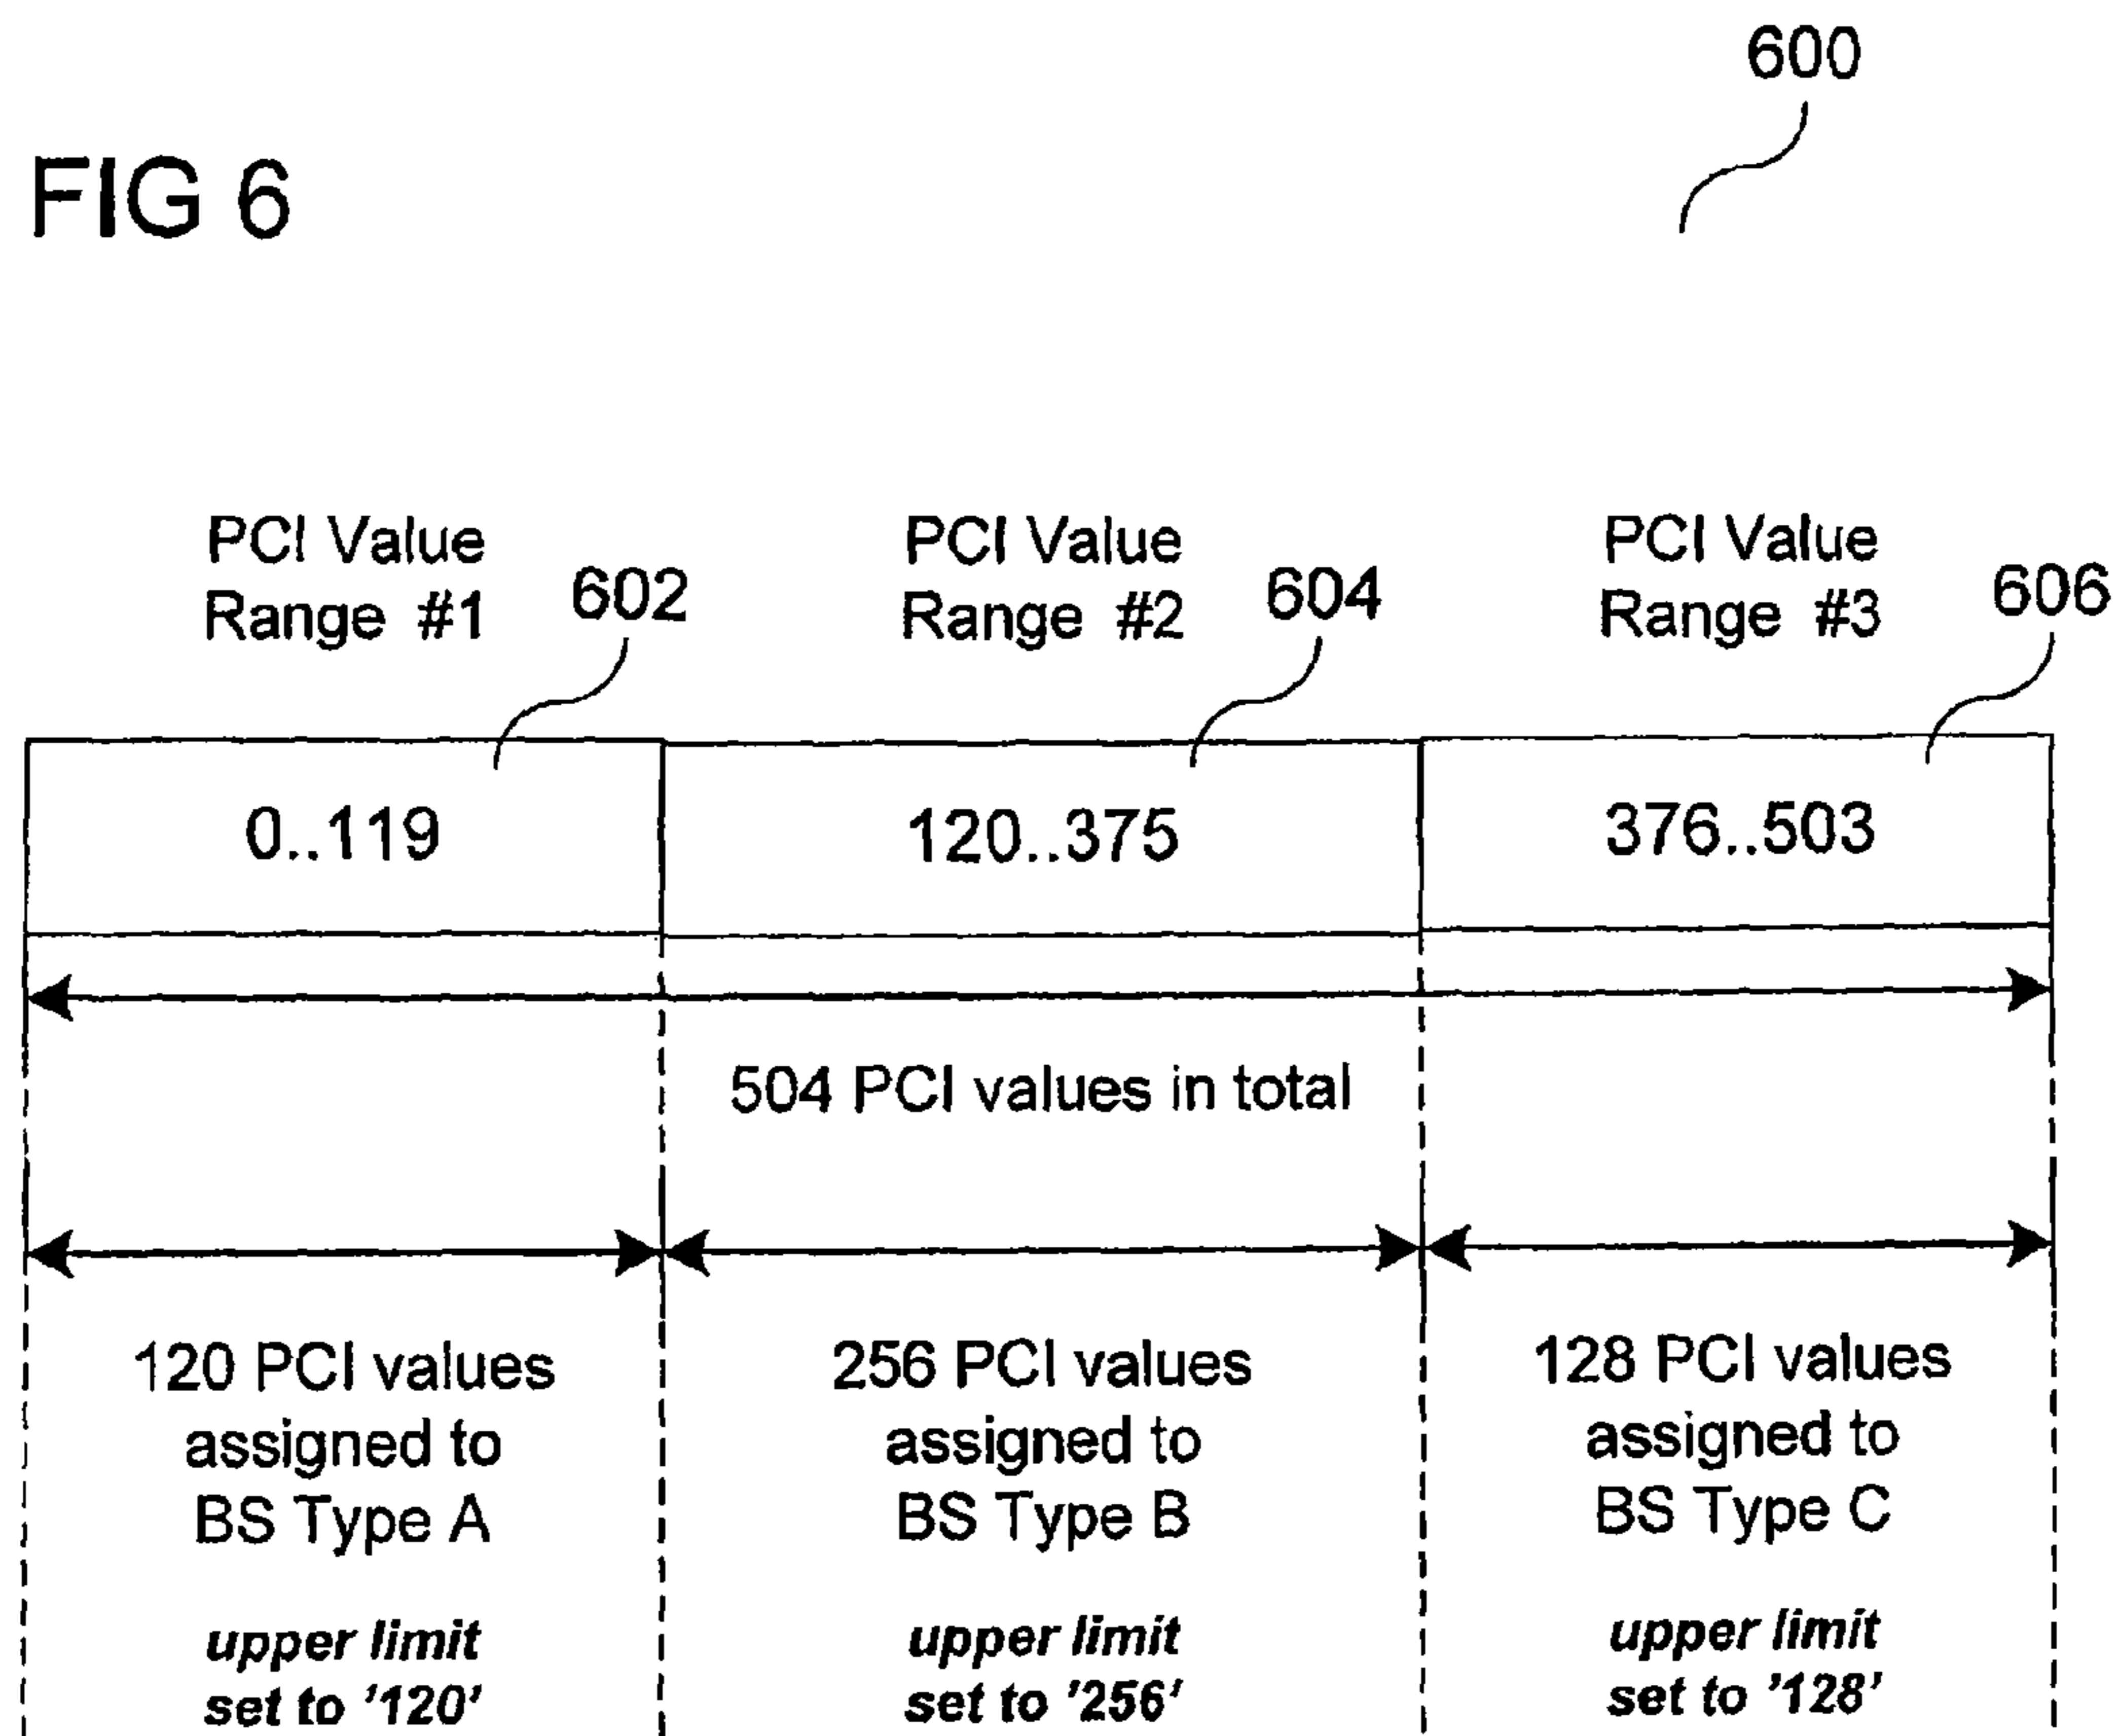 600
FIG 6
PCI Value
Range #1
602
PCI Value
Range #2
604
PCI Value
Range #3
606
0..119
120..375
376..503
504 PCI values in total
120 PCI values
assigned to
BS Type A
upper limit
set to '120'
256 PCI values
assigned to
BS Type B
upper limit
set to '256'
128 PCI values
assigned to
BS Type C
upper limit
set to '128'